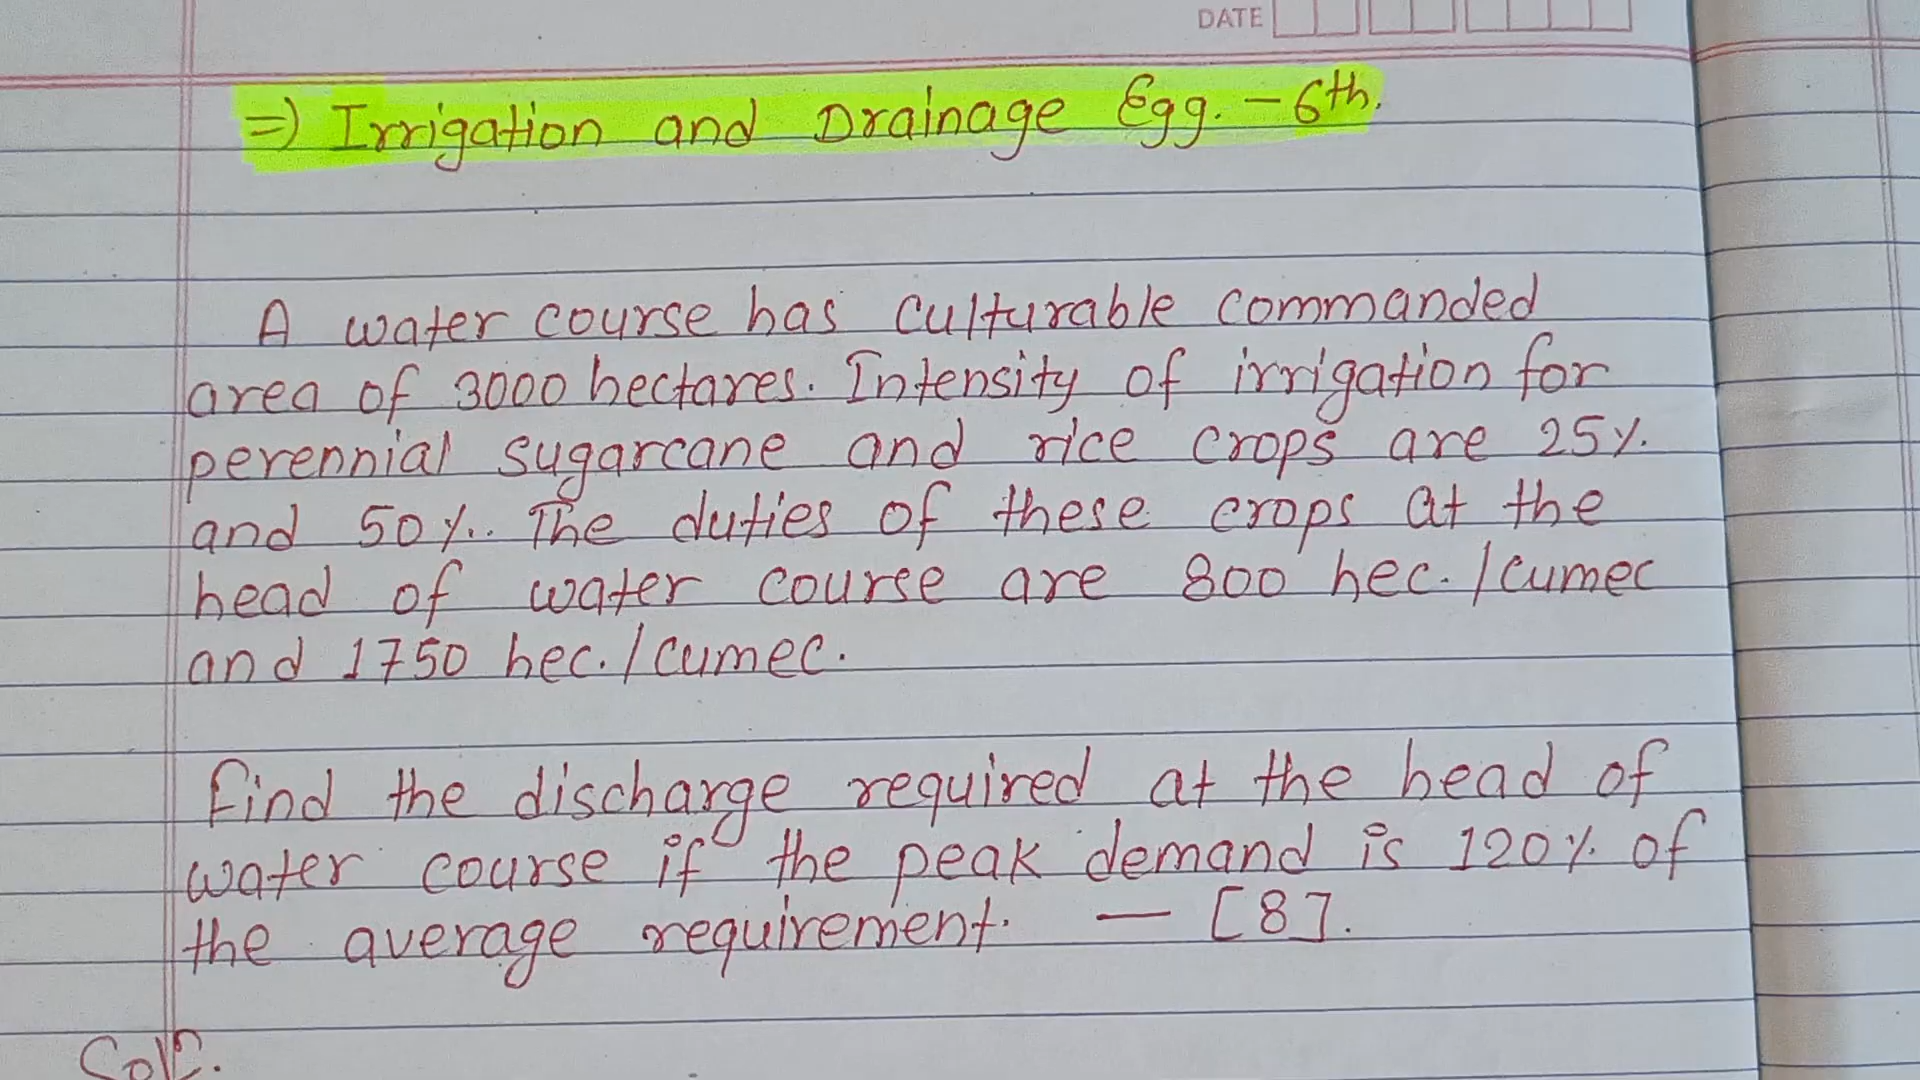 DATE
=) Irrigation and Drainage Egg. - 6th.
A water course has culturable commanded
area of 3000 hectares. Intensity of irrigation for
perennial sugarcane and rice crops are 25%
and 50%. The duties of these crops at the
head of water course are 800 hec./cumec
and 1750 hec./cumec.
find the discharge required at the head of
water course if the peak demand is 120% of
the average requirement. — [8].
Soln.